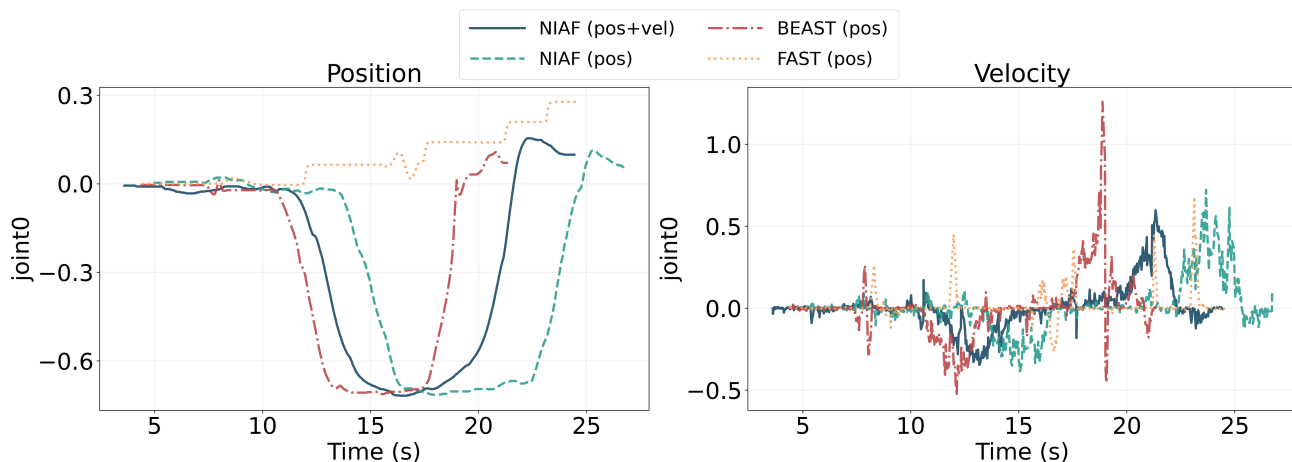 NIAF (pos+vel)
NIAF (pos)
BEAST (pos)
FAST (pos)
Position
0.3
0.0
−0.3
−0.6
joint0
5 10 15 20 25
Time (s)
Velocity
1.0
0.5
0.0
−0.5
joint0
5 10 15 20 25
Time (s)